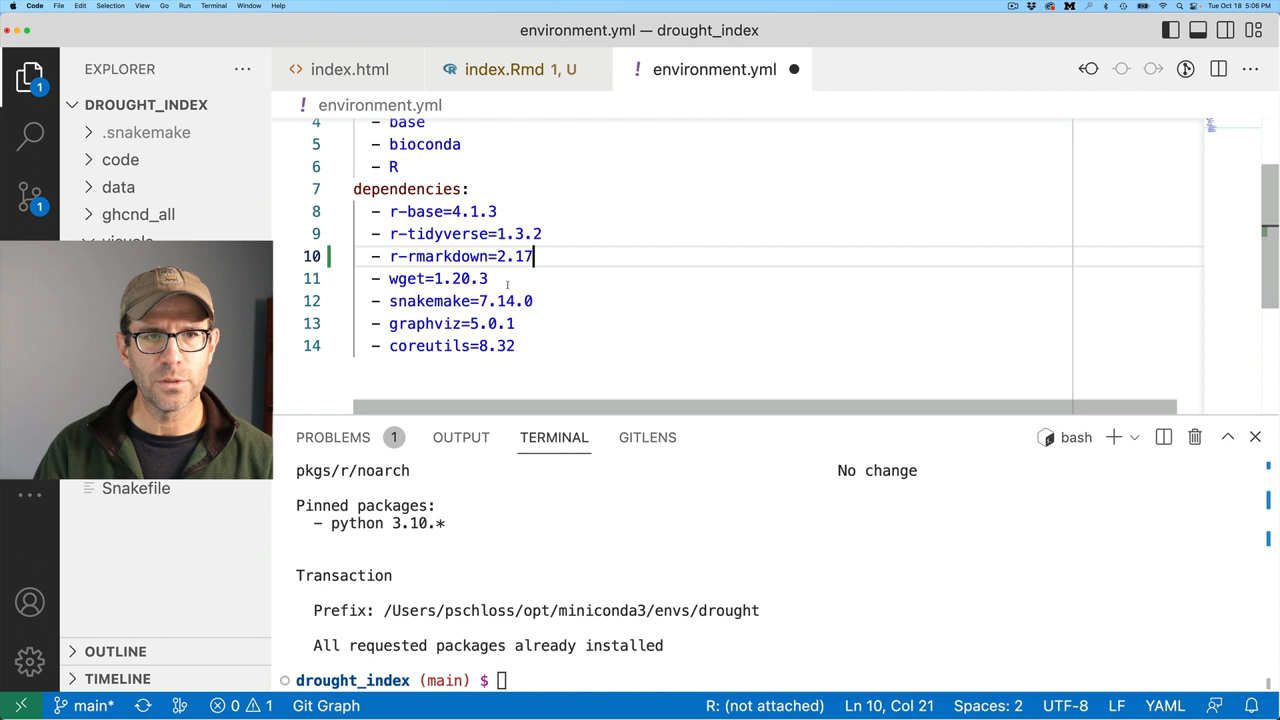 Code File Edit Selection View Go Run Terminal Window Help
Tue Oct 18 5:06 PM
environment.yml — drought_index
EXPLORER
index.html
index.Rmd 1, U
environment.yml
DROUGHT_INDEX
.snakemake
code
data
ghcnd_all
visuals
Snakefile
OUTLINE
TIMELINE
1
1
environment.yml
4 - base
5 - bioconda
6 - R
7 dependencies:
8 - r-base=4.1.3
9 - r-tidyverse=1.3.2
10 - r-rmarkdown=2.17
11 - wget=1.20.3
12 - snakemake=7.14.0
13 - graphviz=5.0.1
14 - coreutils=8.32
PROBLEMS 1 OUTPUT TERMINAL GITLENS
bash
pkgs/r/noarch No change
Pinned packages:
- python 3.10.*
Transaction
Prefix: /Users/pschloss/opt/miniconda3/envs/drought
All requested packages already installed
drought_index (main) $
main* 0 1 Git Graph R: (not attached) Ln 10, Col 21 Spaces: 2 UTF-8 LF YAML